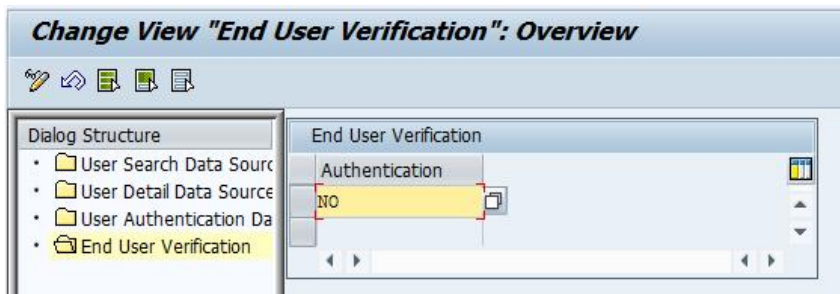 Change View "End User Verification": Overview
Dialog Structure
User Search Data Sourc
User Detail Data Source
User Authentication Da
End User Verification
End User Verification
Authentication
NO